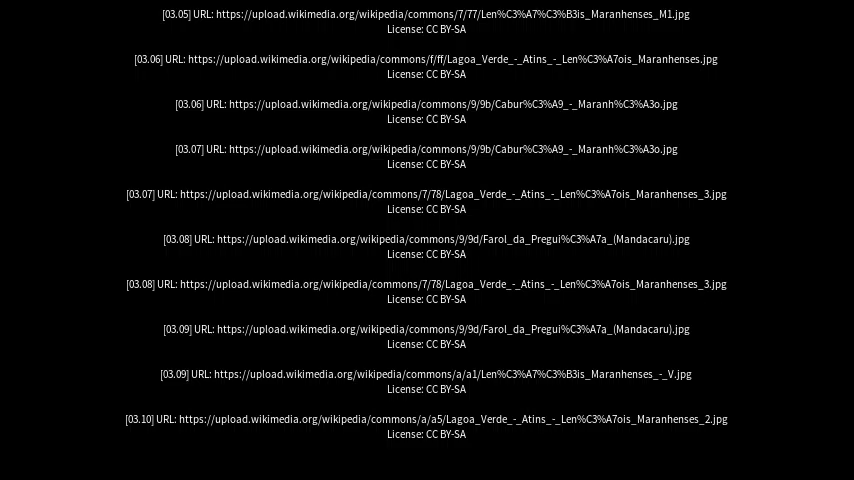 [03.05] URL: https://upload.wikimedia.org/wikipedia/commons/7/77/Len%C3%A7%C3%B3is_Maranhenses_M1.jpg
License: CC BY-SA
[03.06] URL: https://upload.wikimedia.org/wikipedia/commons/f/ff/Lagoa_Verde_-_Atins_-_Len%C3%A7ois_Maranhenses.jpg
License: CC BY-SA
[03.06] URL: https://upload.wikimedia.org/wikipedia/commons/9/9b/Cabur%C3%A9_-_Maranh%C3%A3o.jpg
License: CC BY-SA
[03.07] URL: https://upload.wikimedia.org/wikipedia/commons/9/9b/Cabur%C3%A9_-_Maranh%C3%A3o.jpg
License: CC BY-SA
[03.07] URL: https://upload.wikimedia.org/wikipedia/commons/7/78/Lagoa_Verde_-_Atins_-_Len%C3%A7ois_Maranhenses_3.jpg
License: CC BY-SA
[03.08] URL: https://upload.wikimedia.org/wikipedia/commons/9/9d/Farol_da_Pregui%C3%A7a_(Mandacaru).jpg
License: CC BY-SA
[03.08] URL: https://upload.wikimedia.org/wikipedia/commons/7/78/Lagoa_Verde_-_Atins_-_Len%C3%A7ois_Maranhenses_3.jpg
License: CC BY-SA
[03.09] URL: https://upload.wikimedia.org/wikipedia/commons/9/9d/Farol_da_Pregui%C3%A7a_(Mandacaru).jpg
License: CC BY-SA
[03.09] URL: https://upload.wikimedia.org/wikipedia/commons/a/a1/Len%C3%A7%C3%B3is_Maranhenses_-_V.jpg
License: CC BY-SA
[03.10] URL: https://upload.wikimedia.org/wikipedia/commons/a/a5/Lagoa_Verde_-_Atins_-_Len%C3%A7ois_Maranhenses_2.jpg
License: CC BY-SA